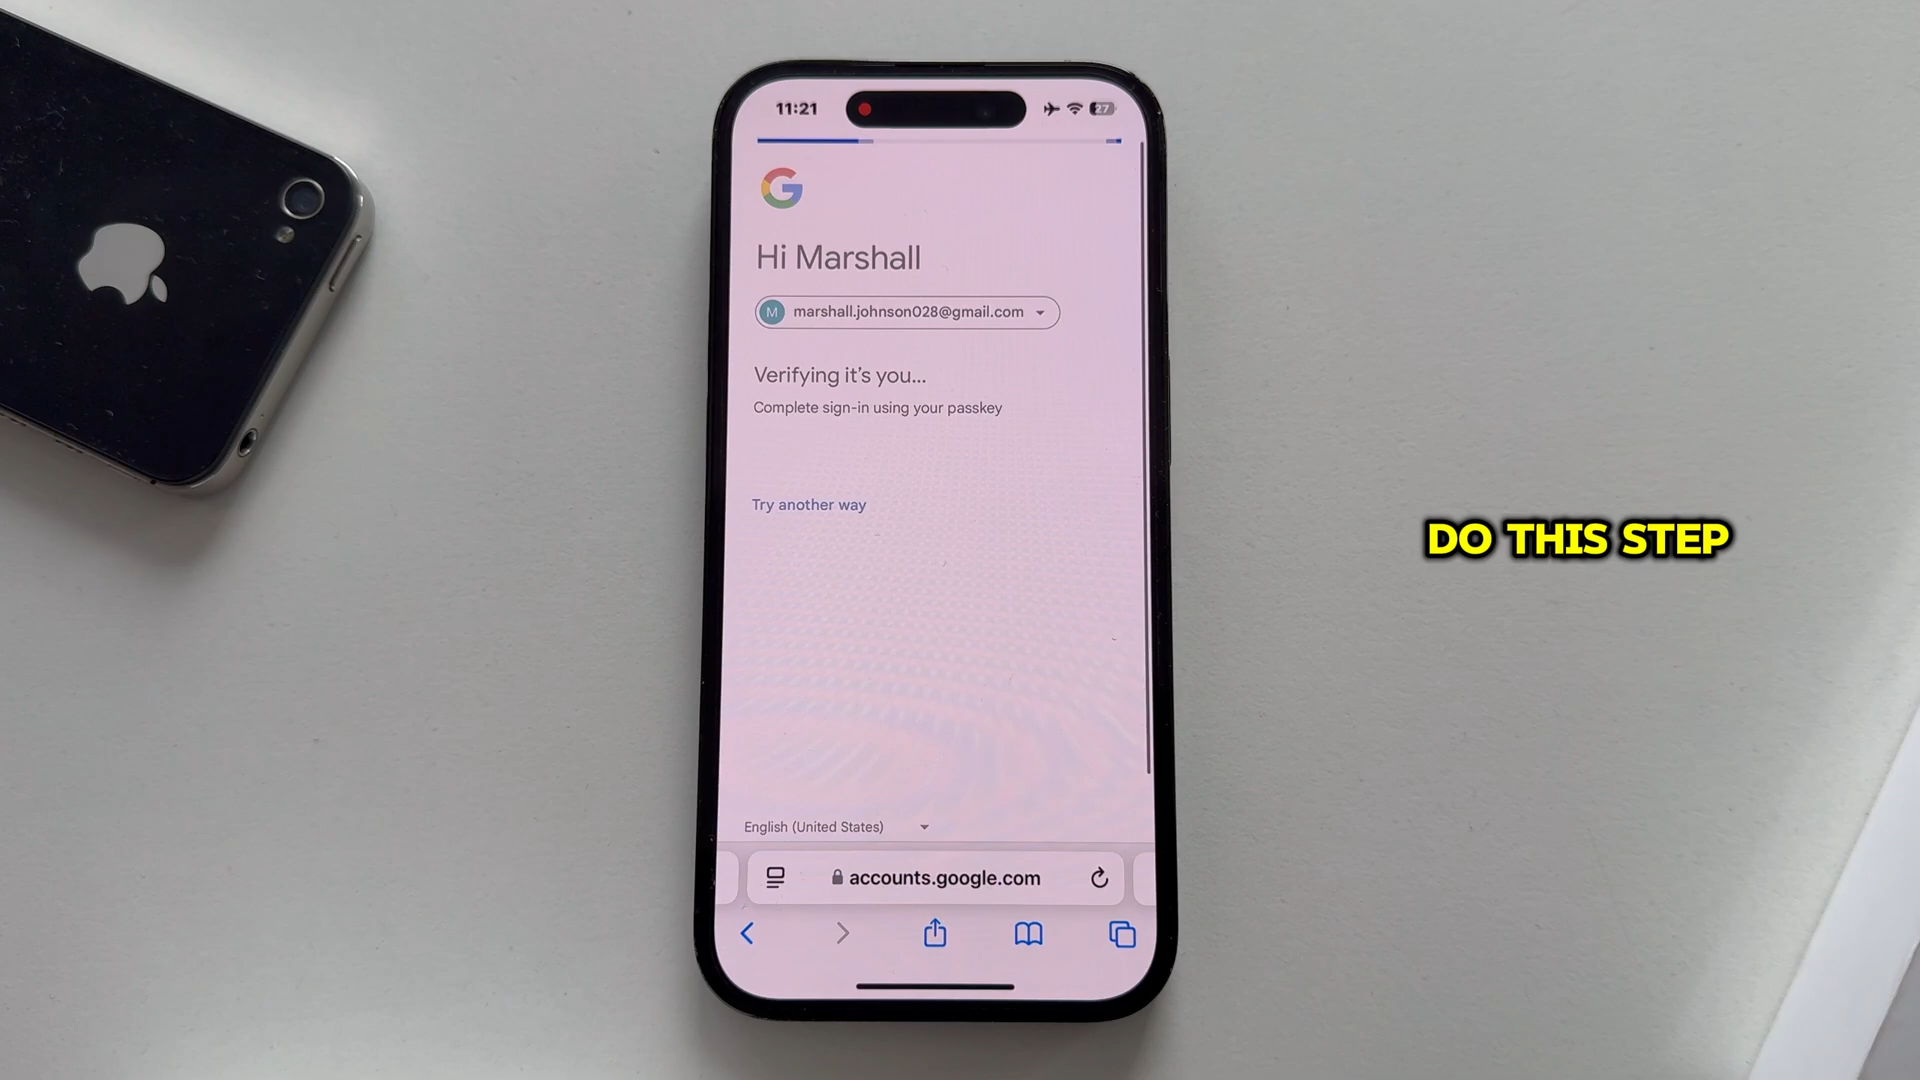 11:21
27
G
Hi Marshall
M marshall.johnson028@gmail.com
Verifying it's you...
Complete sign-in using your passkey
Try another way
DO THIS STEP
English (United States)
accounts.google.com